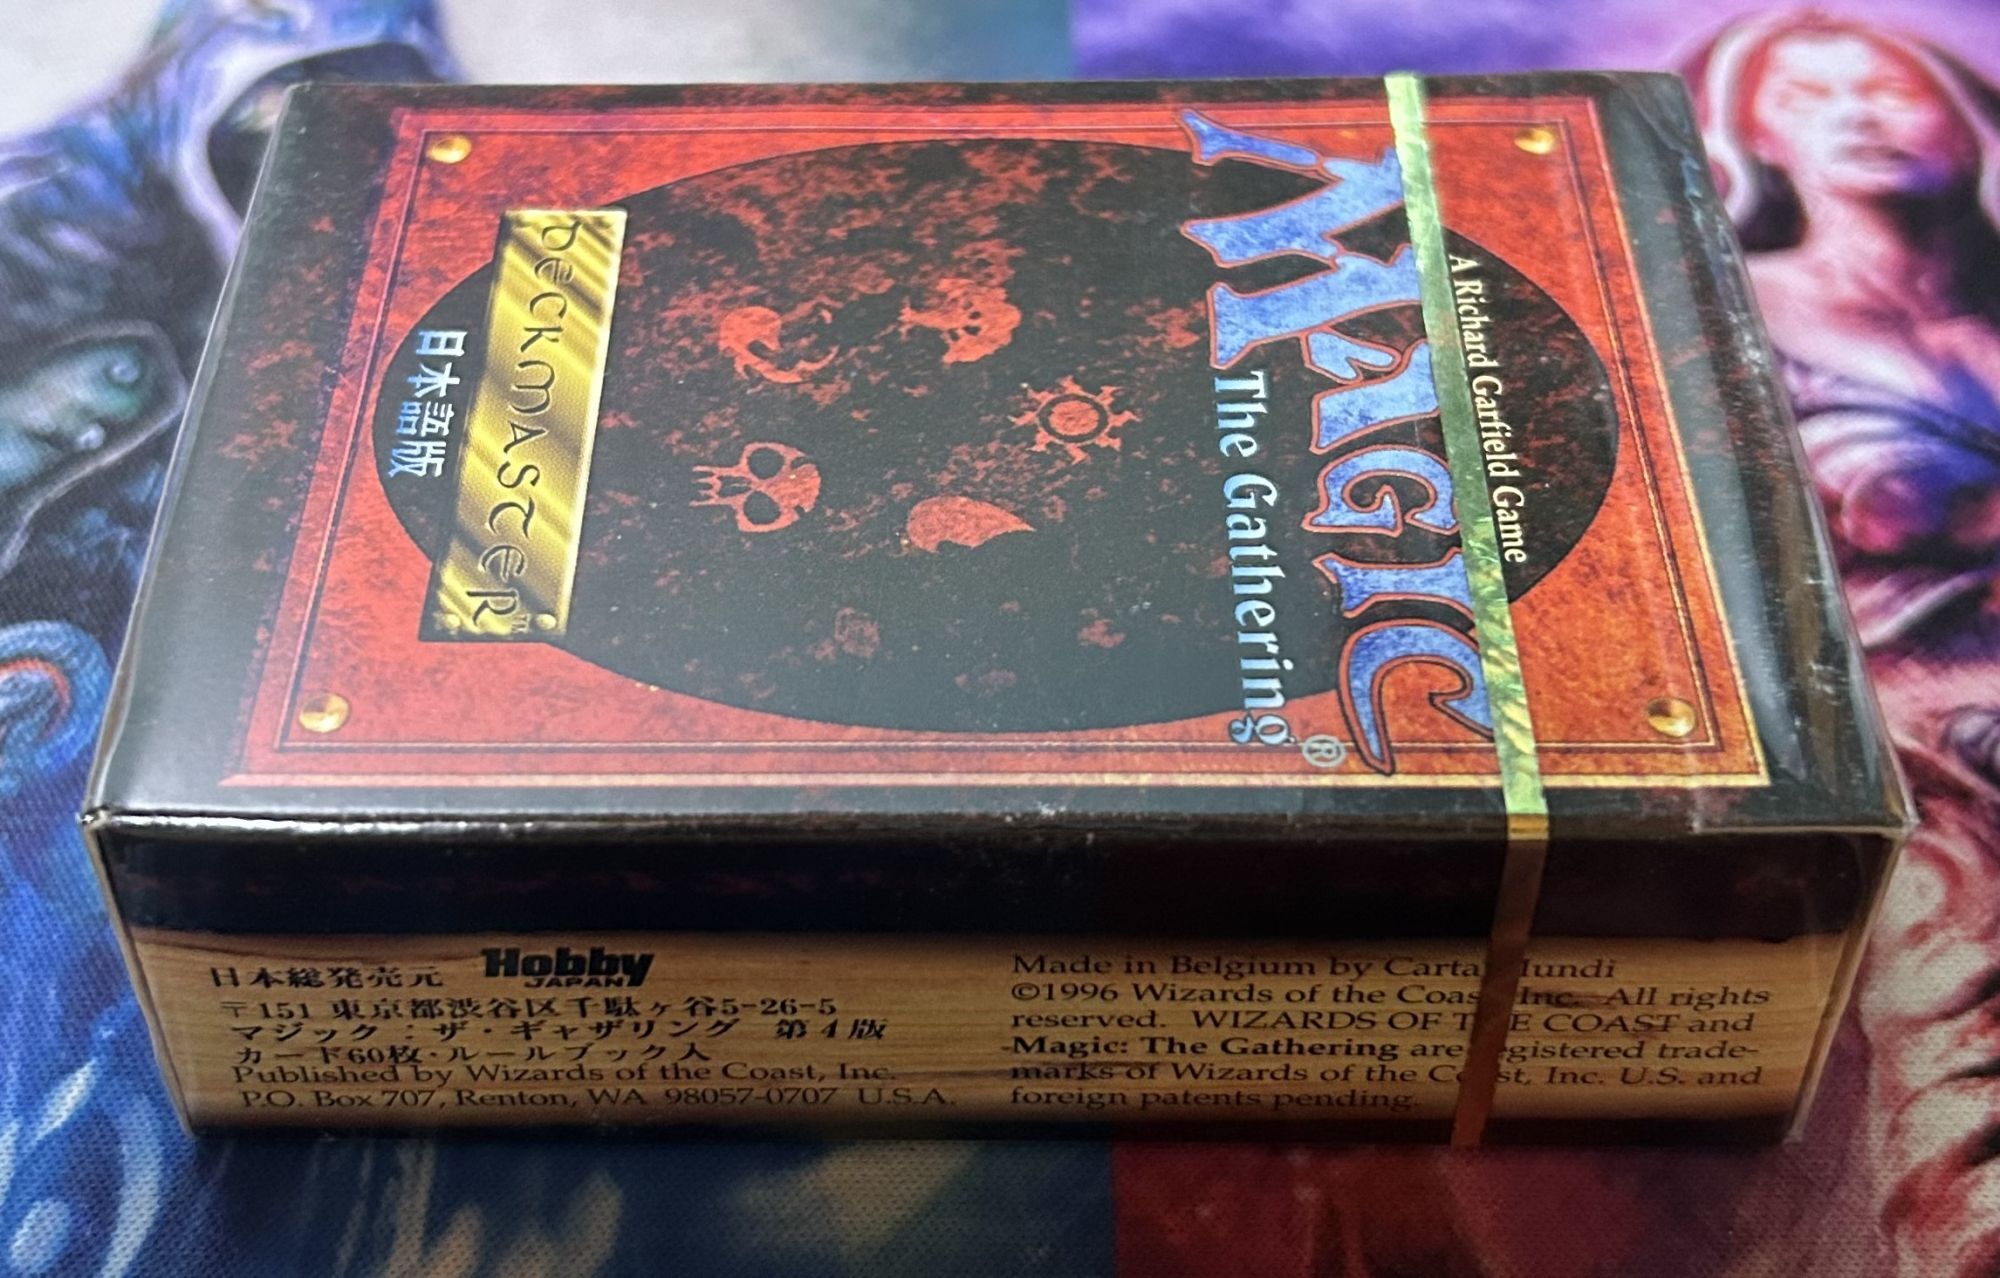 A Richard Garfield Game
MAGIC
The Gathering®
DECKMASTER™
日本語版
日本総発売元 Hobby JAPAN
〒151 東京都渋谷区千駄ヶ谷5-26-5
マジック：ザ・ギャザリング 第4版
カード60枚・ルールブック入
Published by Wizards of the Coast, Inc.
P.O. Box 707, Renton, WA 98057-0707 U.S.A.
Made in Belgium by Carta Mundi
©1996 Wizards of the Coast, Inc. All rights
reserved. WIZARDS OF THE COAST and
Magic: The Gathering are registered trade-
marks of Wizards of the Coast, Inc. U.S. and
foreign patents pending.